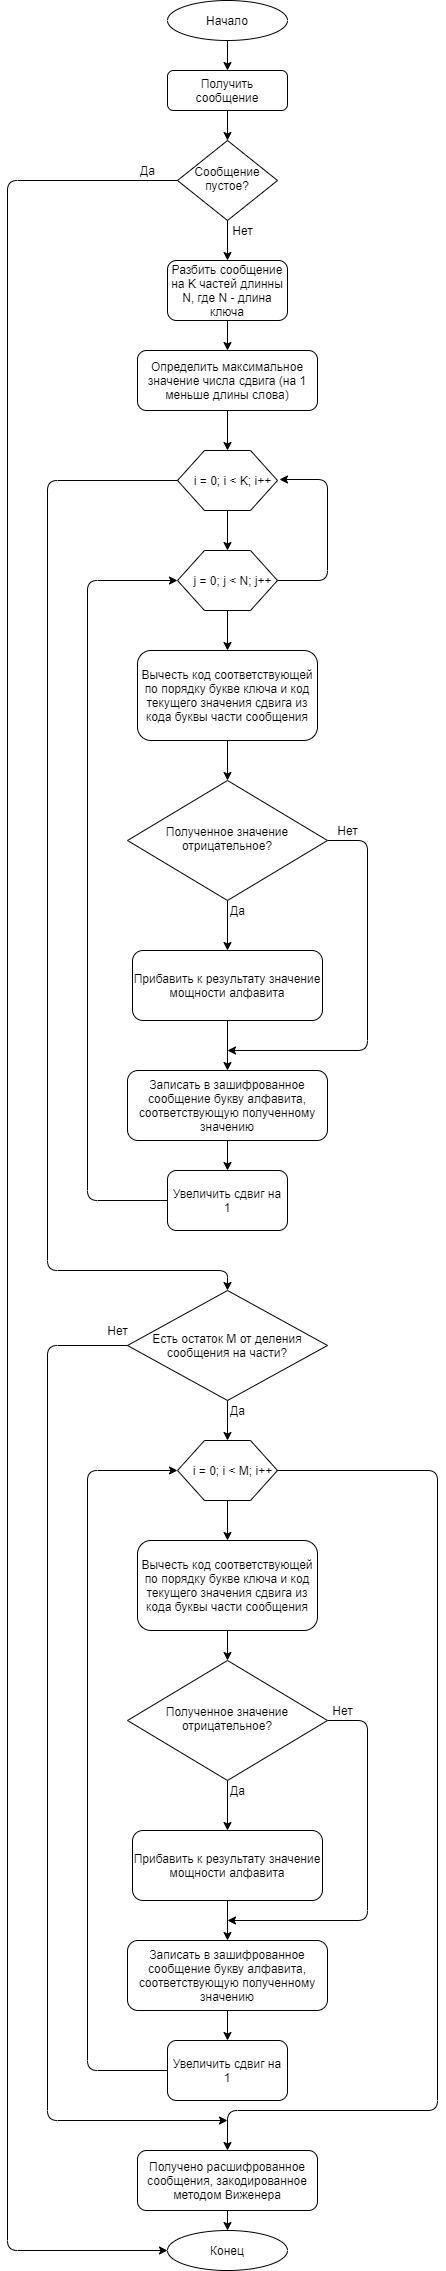 Начало
Получить
сообщение
Да
Сообщение
пустое?
Нет
Разбить сообщение
на K частей длинны
N, где N - длина
ключа
Определить максимальное
значение числа сдвига (на 1
меньше длины слова)
i = 0; i < K; i++
j = 0; j < N; j++
Вычесть код соответствующей
по порядку букве ключа и код
текущего значения сдвига из
кода буквы части сообщения
Полученное значение
отрицательное?
Нет
Да
Прибавить к результату значение
мощности алфавита
Записать в зашифрованное
сообщение букву алфавита,
соответствующую полученному
значению
Увеличить сдвиг на
1
Нет
Есть остаток M от деления
сообщения на части?
Да
i = 0; i < M; i++
Вычесть код соответствующей
по порядку букве ключа и код
текущего значения сдвига из
кода буквы части сообщения
Полученное значение
отрицательное?
Нет
Да
Прибавить к результату значение
мощности алфавита
Записать в зашифрованное
сообщение букву алфавита,
соответствующую полученному
значению
Увеличить сдвиг на
1
Получено расшифрованное
сообщения, закодированное
методом Виженера
Конец